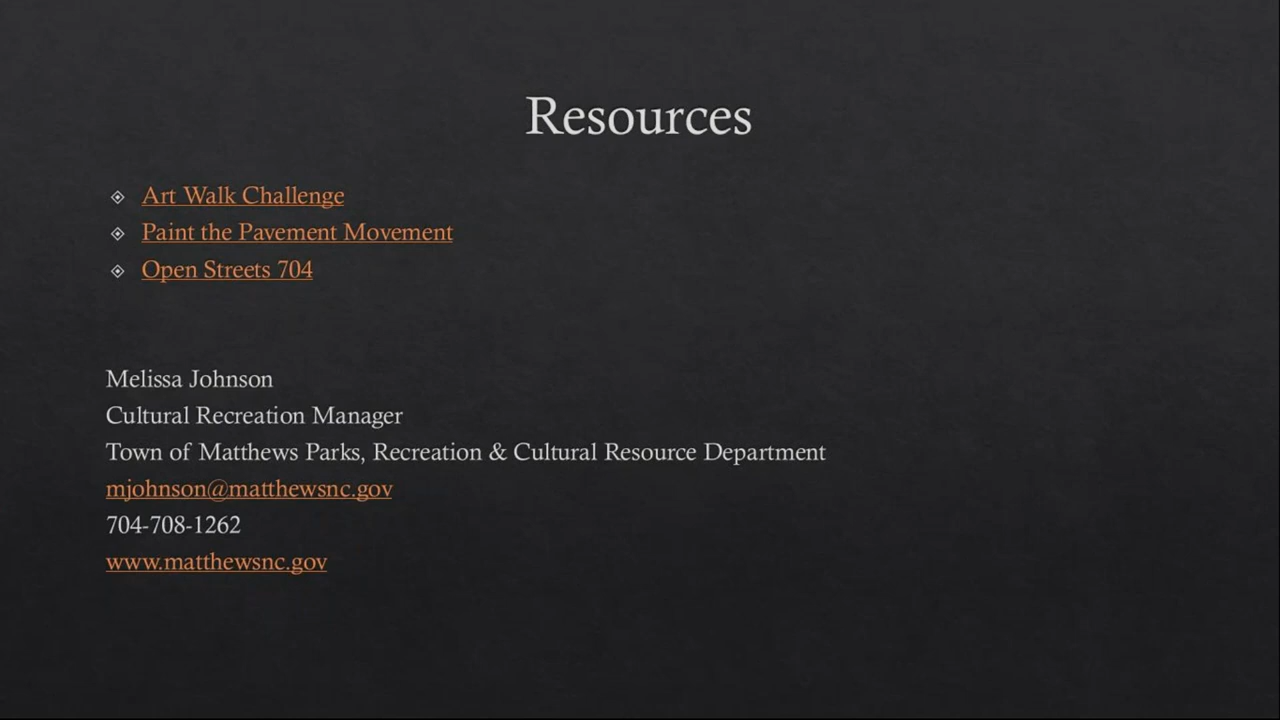 Resources
Art Walk Challenge
Paint the Pavement Movement
Open Streets 704
Melissa Johnson
Cultural Recreation Manager
Town of Matthews Parks, Recreation & Cultural Resource Department
mjohnson@matthewsnc.gov
704-708-1262
www.matthewsnc.gov